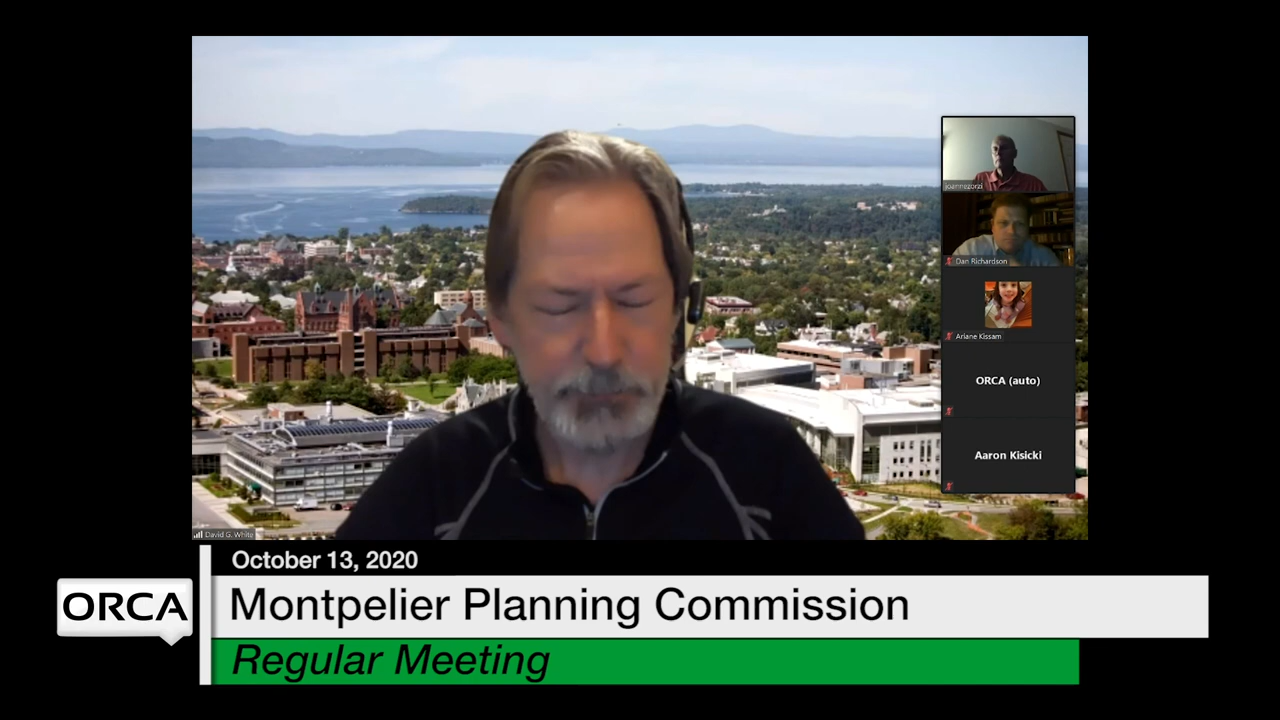 joannezorzi
Dan Richardson
Ariane Kissam
ORCA (auto)
Aaron Kisicki
David G. White
October 13, 2020
ORCA
Montpelier Planning Commission
Regular Meeting